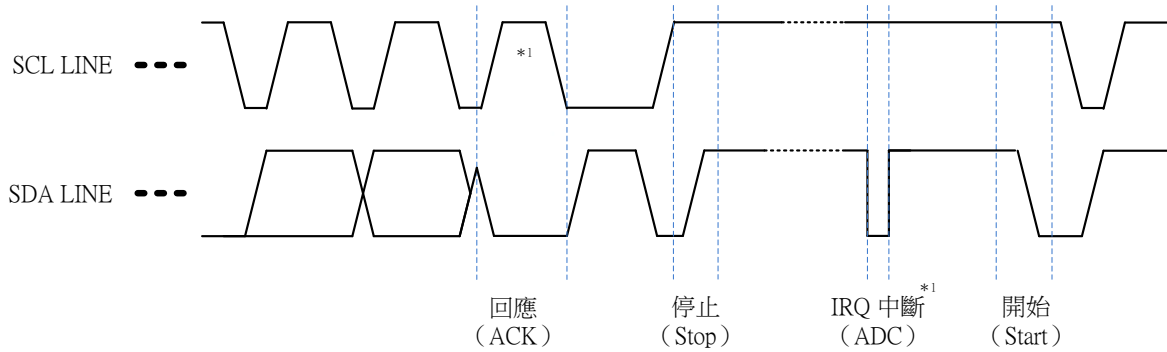 SCL LINE
*1
SDA LINE
回應
（ACK）
停止
（Stop）
IRQ 中斷*1
（ADC）
開始
（Start）